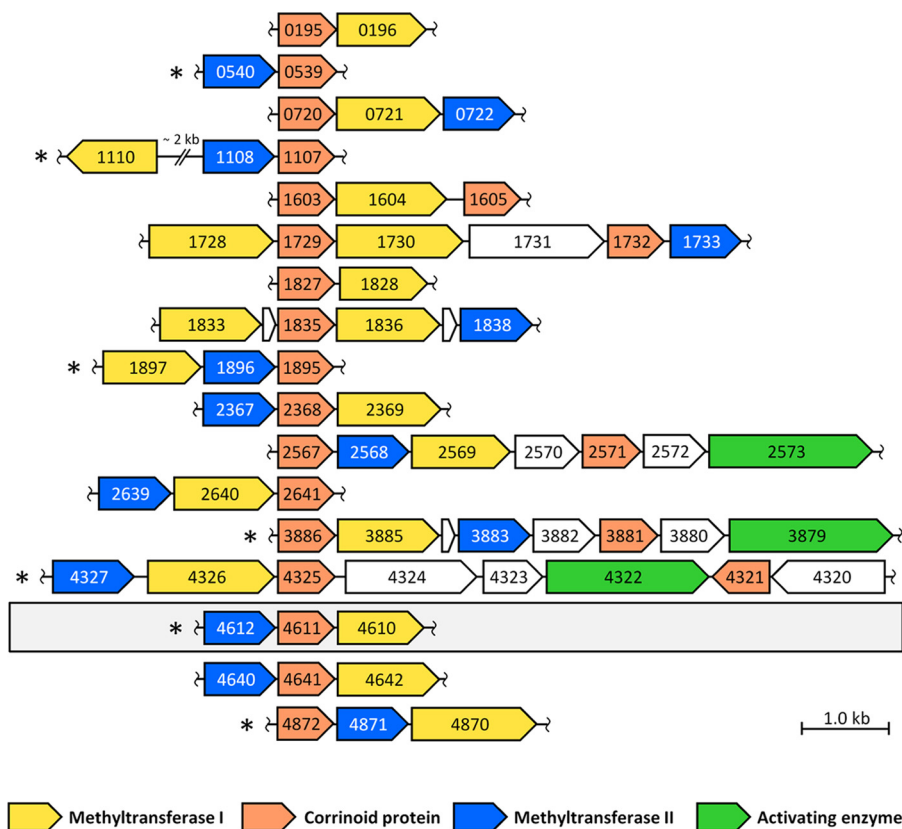 0195 0196
* 0540 0539
0720 0721 0722
* 1110 ~ 2 kb 1108 1107
1603 1604 1605
1728 1729 1730 1731 1732 1733
1827 1828
1833 1835 1836 1838
* 1897 1896 1895
2367 2368 2369
2567 2568 2569 2570 2571 2572 2573
2639 2640 2641
* 3886 3885 3883 3882 3881 3880 3879
* 4327 4326 4325 4324 4323 4322 4321 4320
* 4612 4611 4610
4640 4641 4642
* 4872 4871 4870
1.0 kb
Methyltransferase I Corrinoid protein Methyltransferase II Activating enzyme